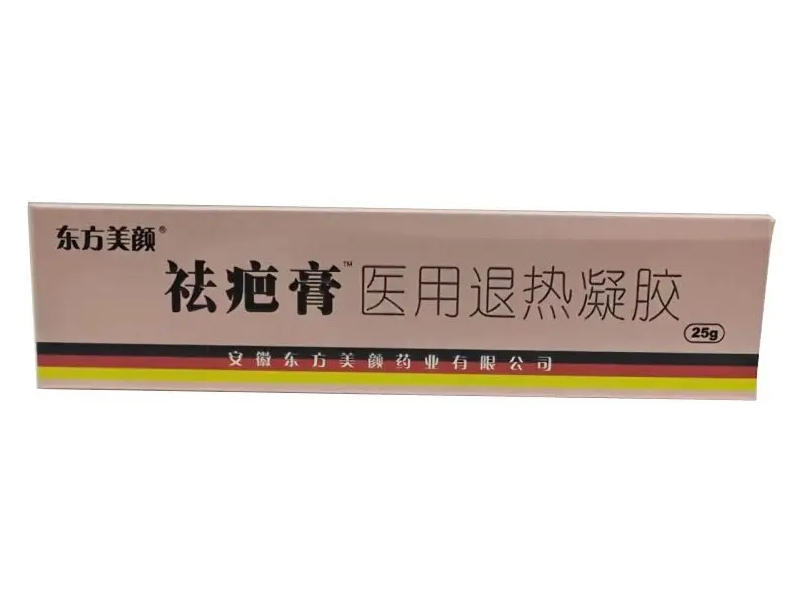 东方美颜®
祛疤膏™医用退热凝胶
25g
安徽东方美颜药业有限公司